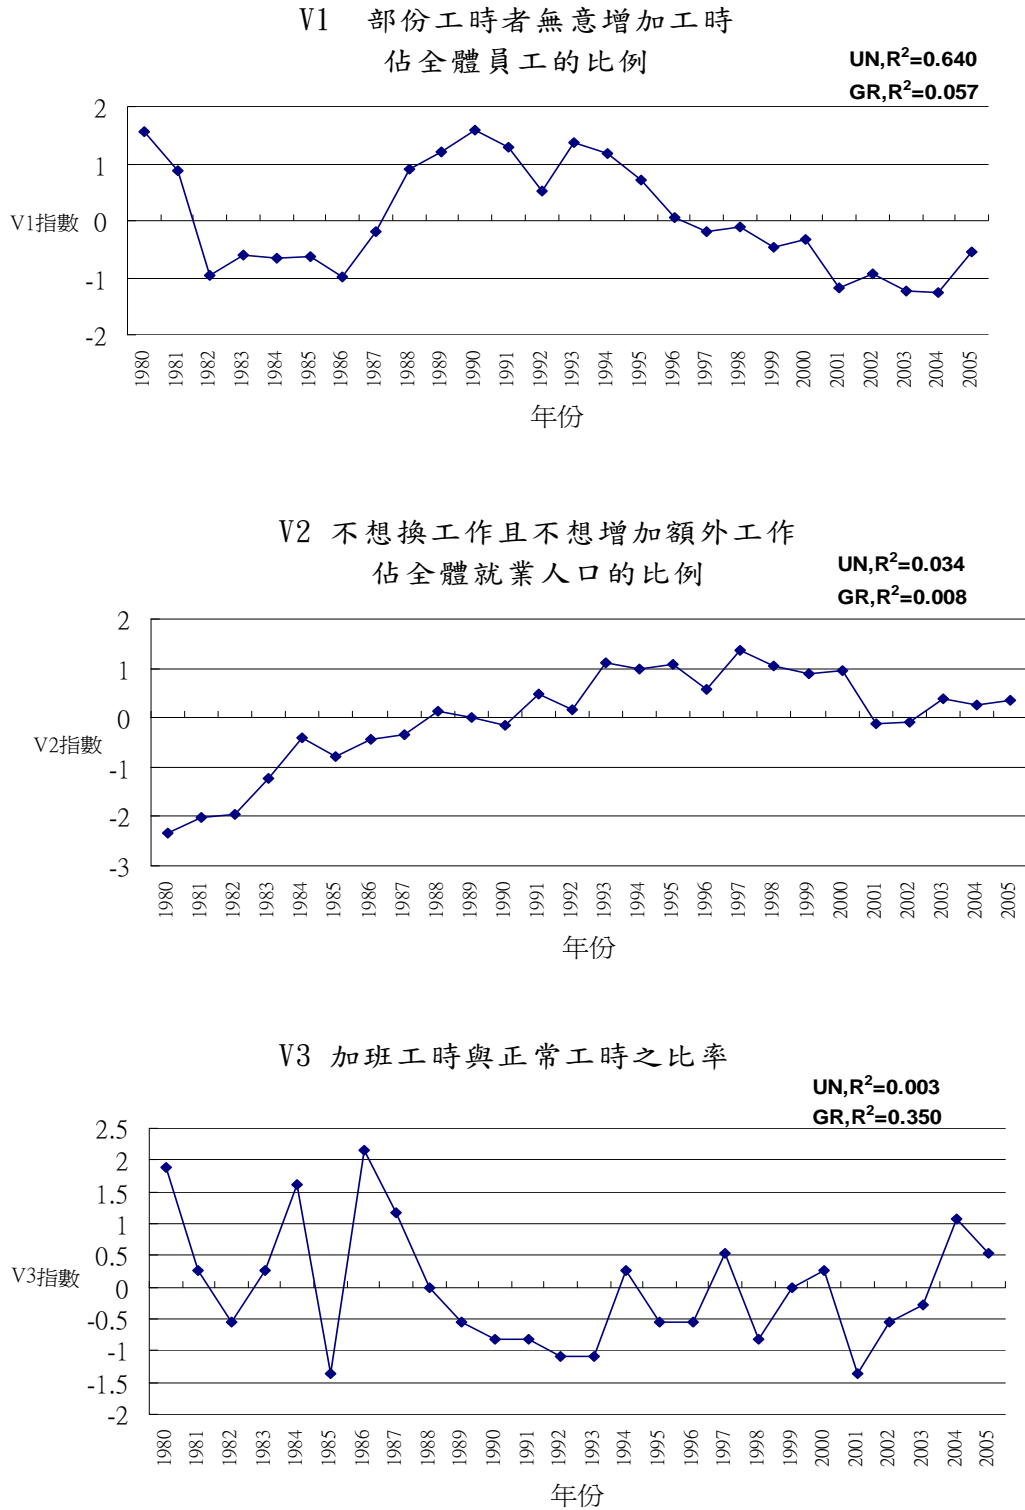 V1 部份工時者無意增加工時
佔全體員工的比例
UN,R²=0.640
GR,R²=0.057
2
1
0
-1
-2
V1指數
1980 1981 1982 1983 1984 1985 1986 1987 1988 1989 1990 1991 1992 1993 1994 1995 1996 1997 1998 1999 2000 2001 2002 2003 2004 2005
年份
V2 不想換工作且不想增加額外工作
佔全體就業人口的比例
UN,R²=0.034
GR,R²=0.008
2
1
0
-1
-2
-3
V2指數
1980 1981 1982 1983 1984 1985 1986 1987 1988 1989 1990 1991 1992 1993 1994 1995 1996 1997 1998 1999 2000 2001 2002 2003 2004 2005
年份
V3 加班工時與正常工時之比率
UN,R²=0.003
GR,R²=0.350
2.5
2
1.5
1
0.5
0
-0.5
-1
-1.5
-2
V3指數
1980 1981 1982 1983 1984 1985 1986 1987 1988 1989 1990 1991 1992 1993 1994 1995 1996 1997 1998 1999 2000 2001 2002 2003 2004 2005
年份